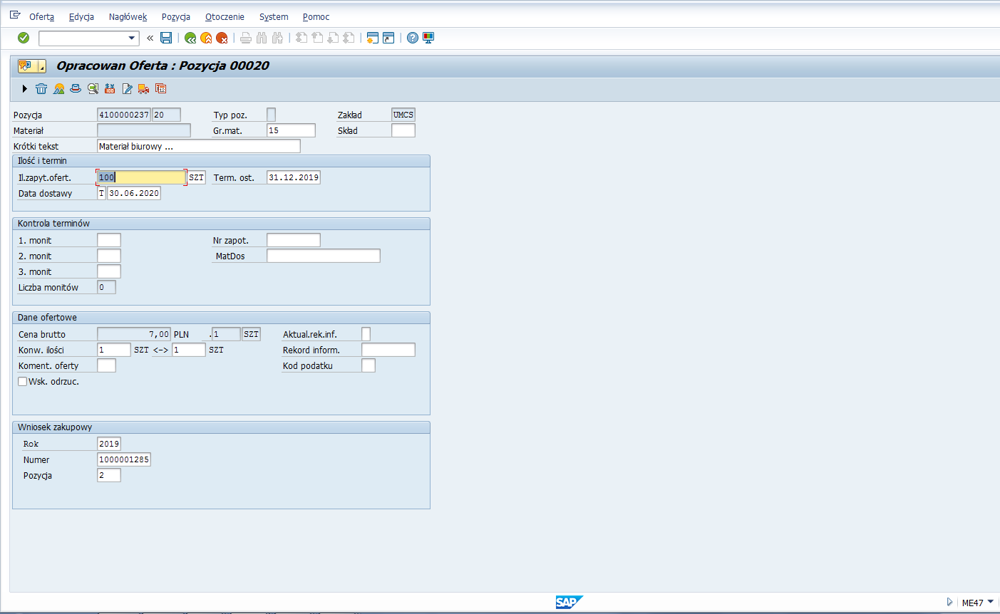 Oferta Edycja Nagłówek Pozycja Otoczenie System Pomoc
Opracowan Oferta : Pozycja 00020
Pozycja 4100000237 20 Typ poz. Zakład UMCS
Materiał Gr.mat. 15 Skład
Krótki tekst Materiał biurowy ...
Ilość i termin
Il.zapyt.ofert. 100 SZT Term. ost. 31.12.2019
Data dostawy T 30.06.2020
Kontrola terminów
1. monit Nr zapot.
2. monit MatDos
3. monit
Liczba monitów 0
Dane ofertowe
Cena brutto 7,00 PLN . 1 SZT Aktual.rek.inf.
Konw. ilości 1 SZT <-> 1 SZT Rekord inform.
Koment. oferty Kod podatku
Wsk. odrzuc.
Wniosek zakupowy
Rok 2019
Numer 1000001285
Pozycja 2
SAP ME47